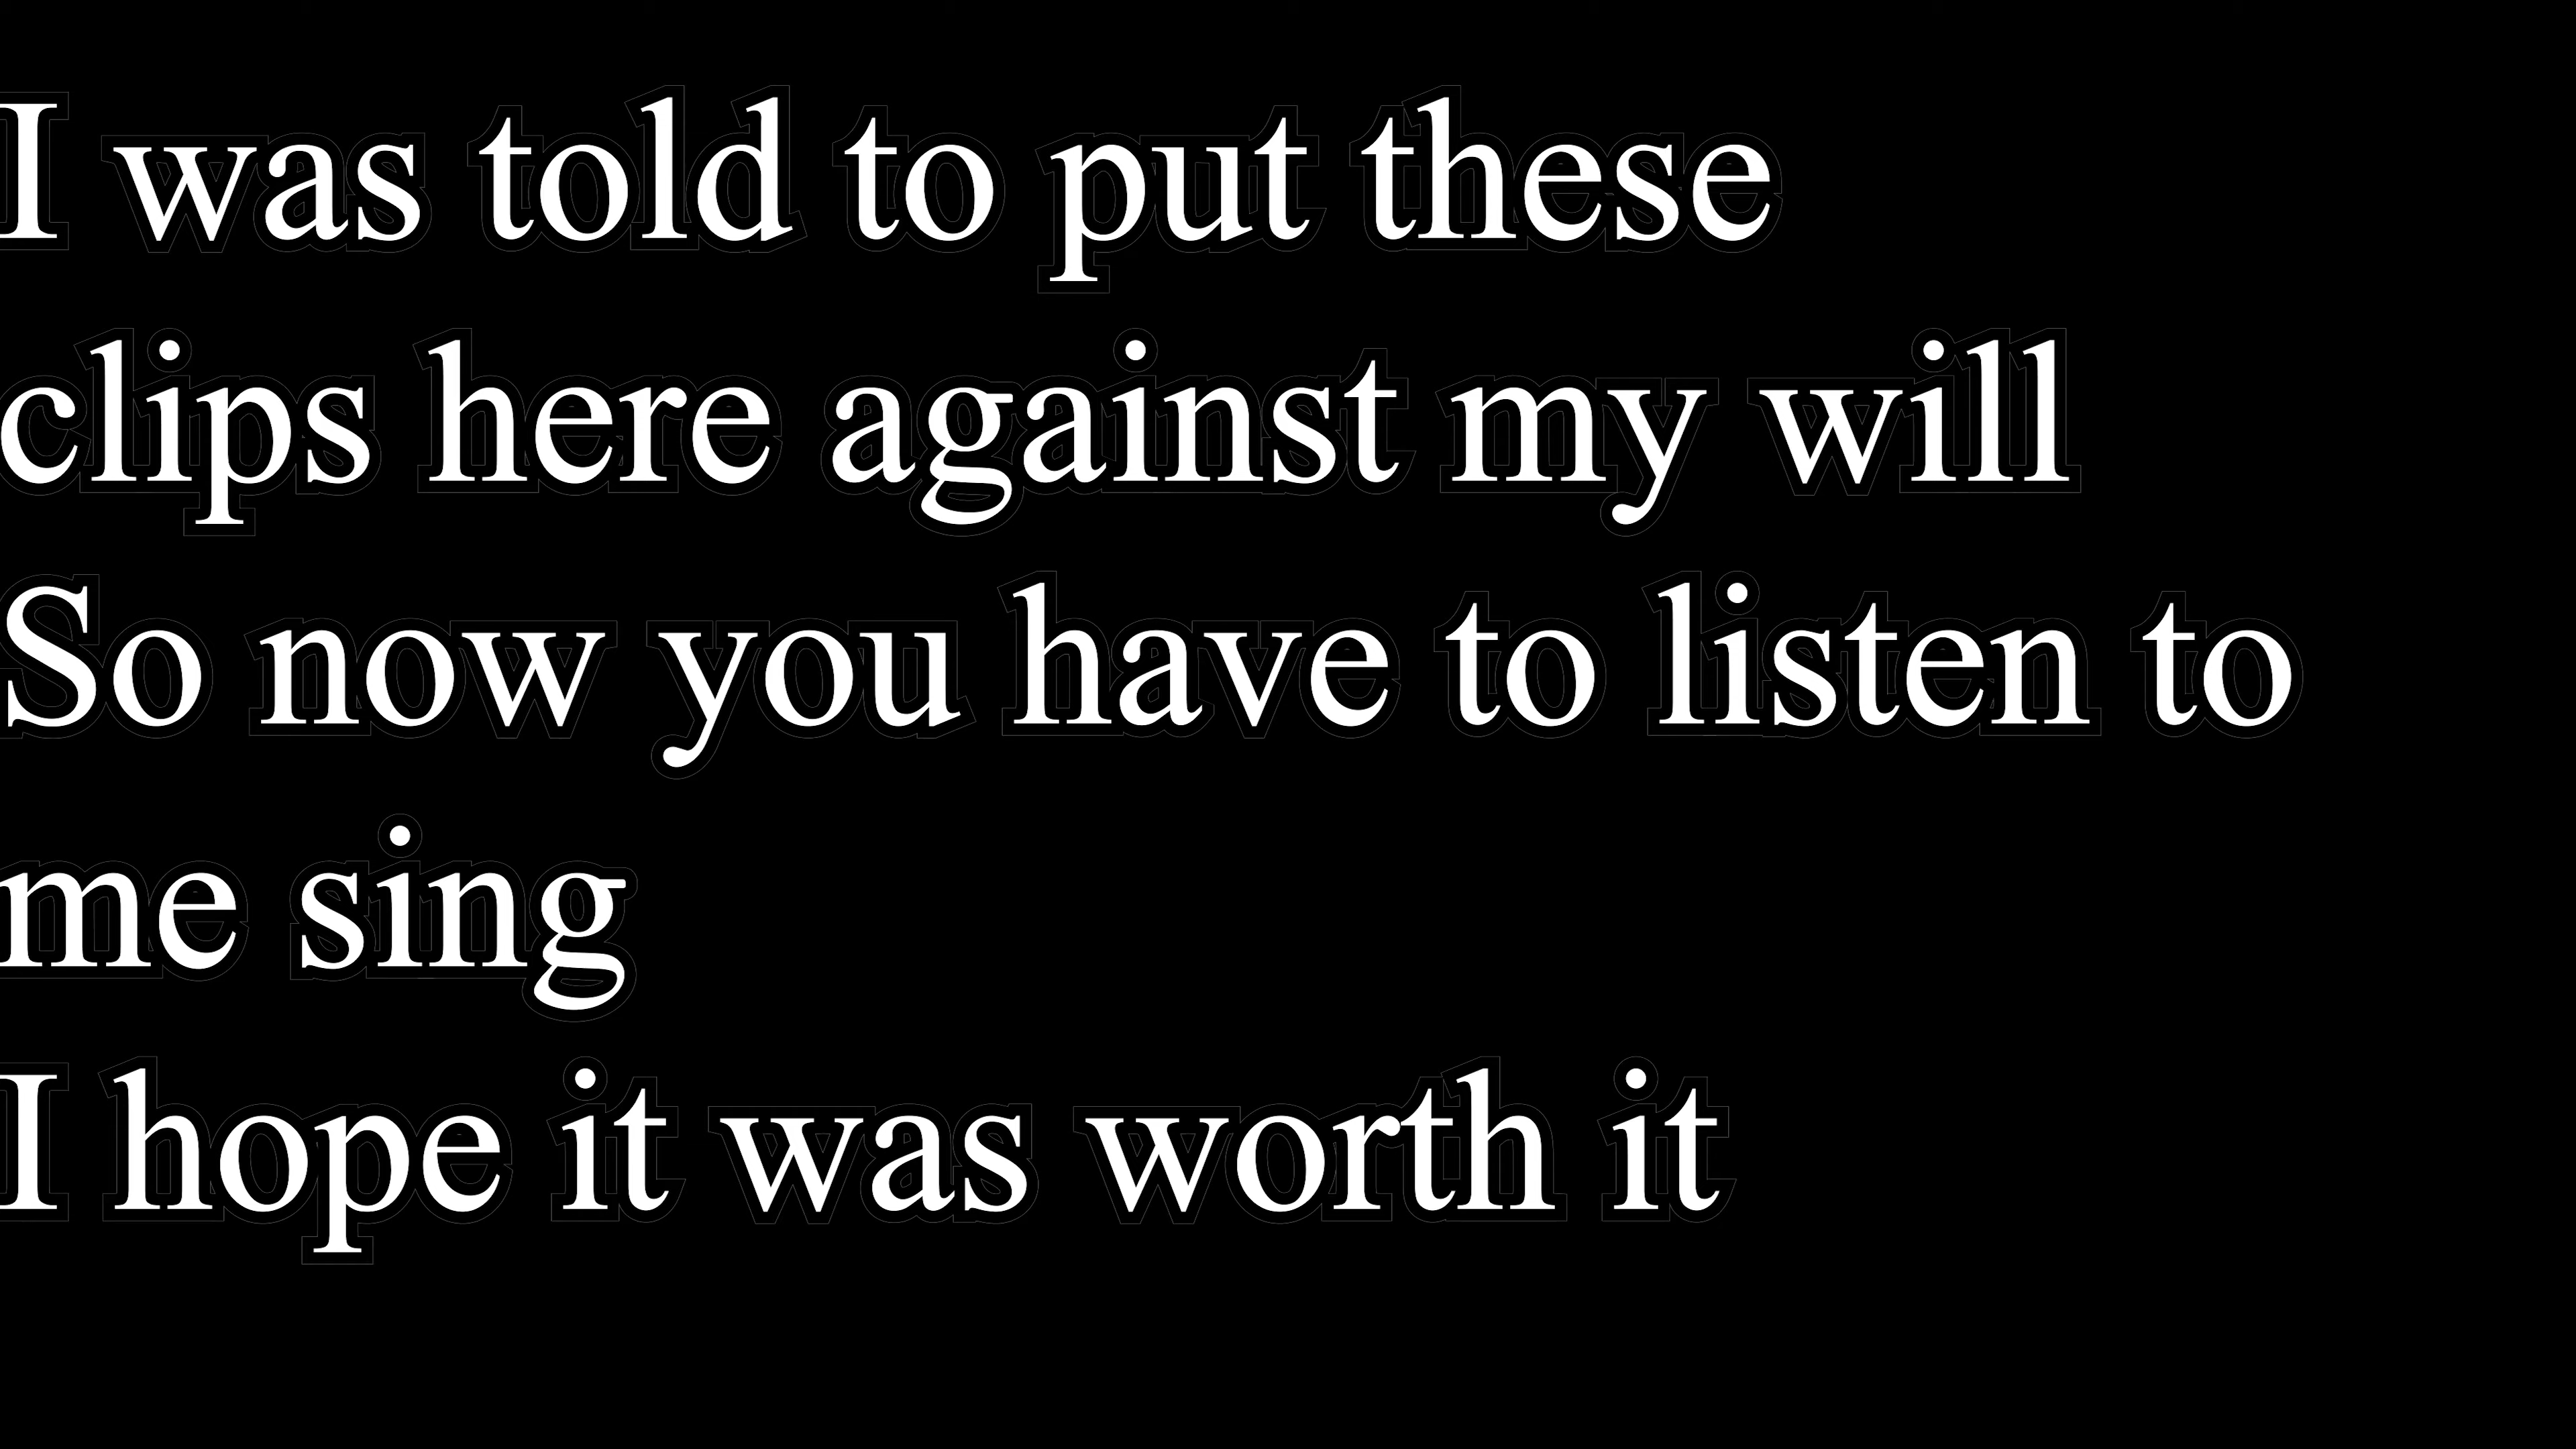 I was told to put these
clips here against my will
So now you have to listen to
me sing
I hope it was worth it